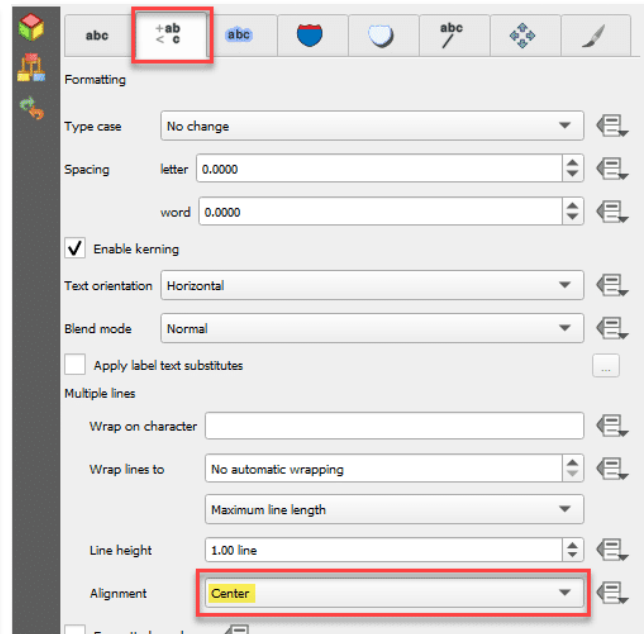 abc
+ab
< c
abc
abc
Formatting
Type case No change
Spacing letter 0.0000
word 0.0000
Enable kerning
Text orientation Horizontal
Blend mode Normal
Apply label text substitutes
...
Multiple lines
Wrap on character
Wrap lines to No automatic wrapping
Maximum line length
Line height 1.00 line
Alignment Center